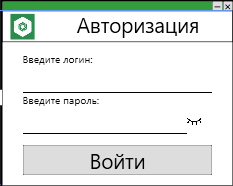 Авторизация
Введите логин:
Введите пароль:
Войти